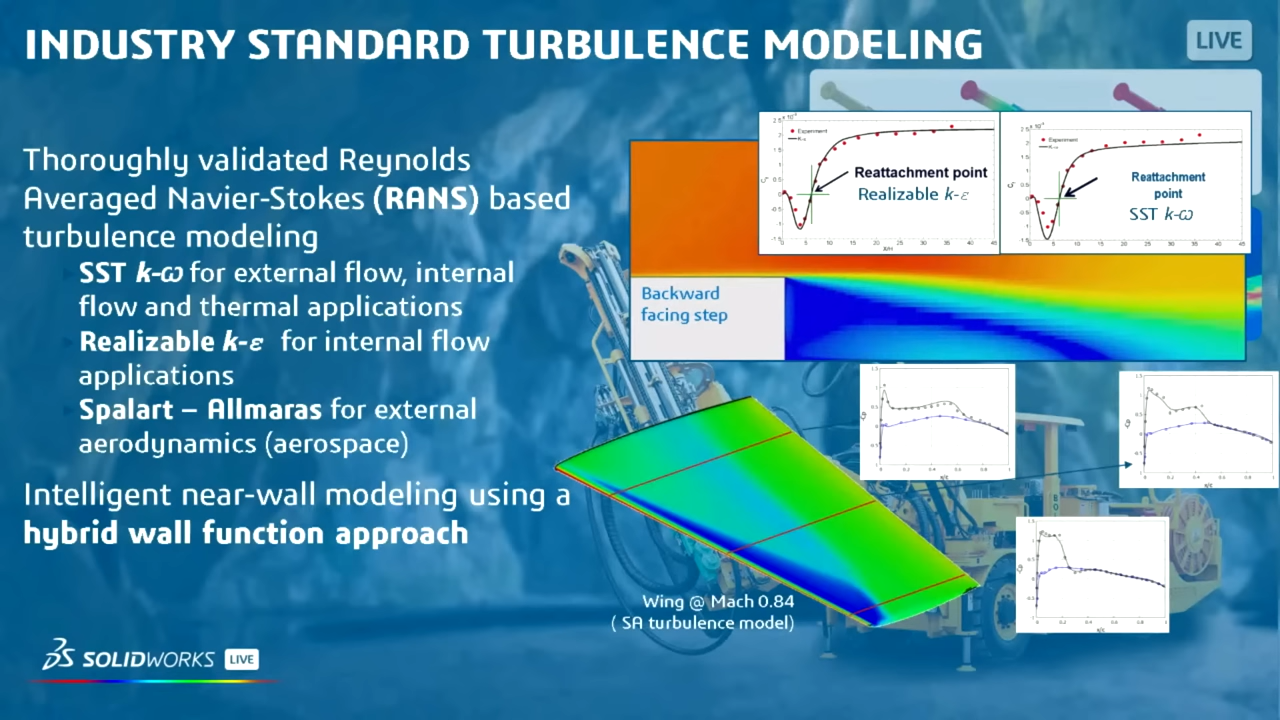 INDUSTRY STANDARD TURBULENCE MODELING
LIVE
Thoroughly validated Reynolds
Averaged Navier-Stokes (RANS) based
turbulence modeling
SST k-ω for external flow, internal
flow and thermal applications
Realizable k-ε for internal flow
applications
Spalart – Allmaras for external
aerodynamics (aerospace)
Intelligent near-wall modeling using a
hybrid wall function approach
Experiment
Reattachment point
Realizable k-ε
Experiment
Reattachment
point
SST k-ω
Backward
facing step
Wing @ Mach 0.84
( SA turbulence model)
SOLIDWORKS LIVE